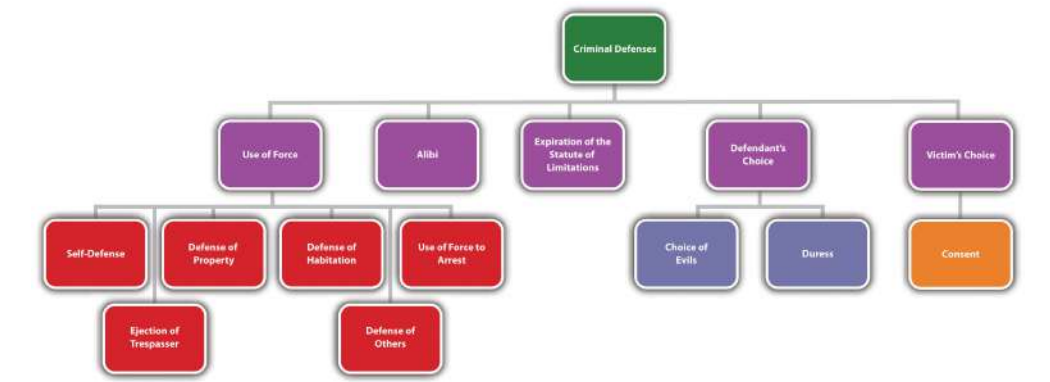 Criminal Defenses
Use of Force
Alibi
Expiration of the
Statute of
Limitations
Defendant's
Choice
Victim's Choice
Self-Defense
Defense of
Property
Defense of
Habitation
Use of Force to
Arrest
Choice of
Evils
Duress
Consent
Ejection of
Trespasser
Defense of
Others